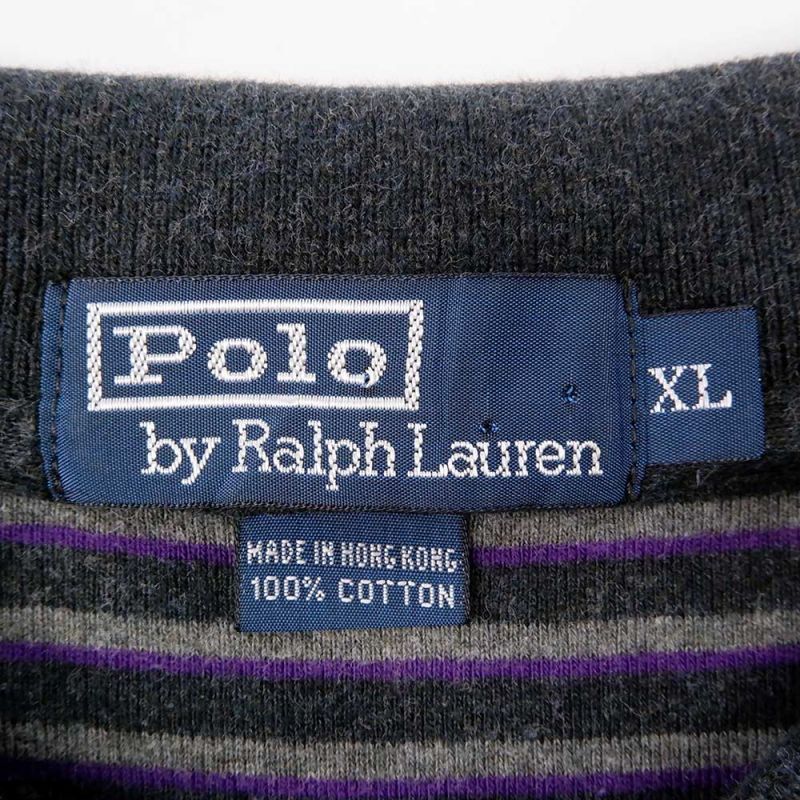 Polo
by Ralph Lauren
XL
MADE IN HONG KONG
100% COTTON